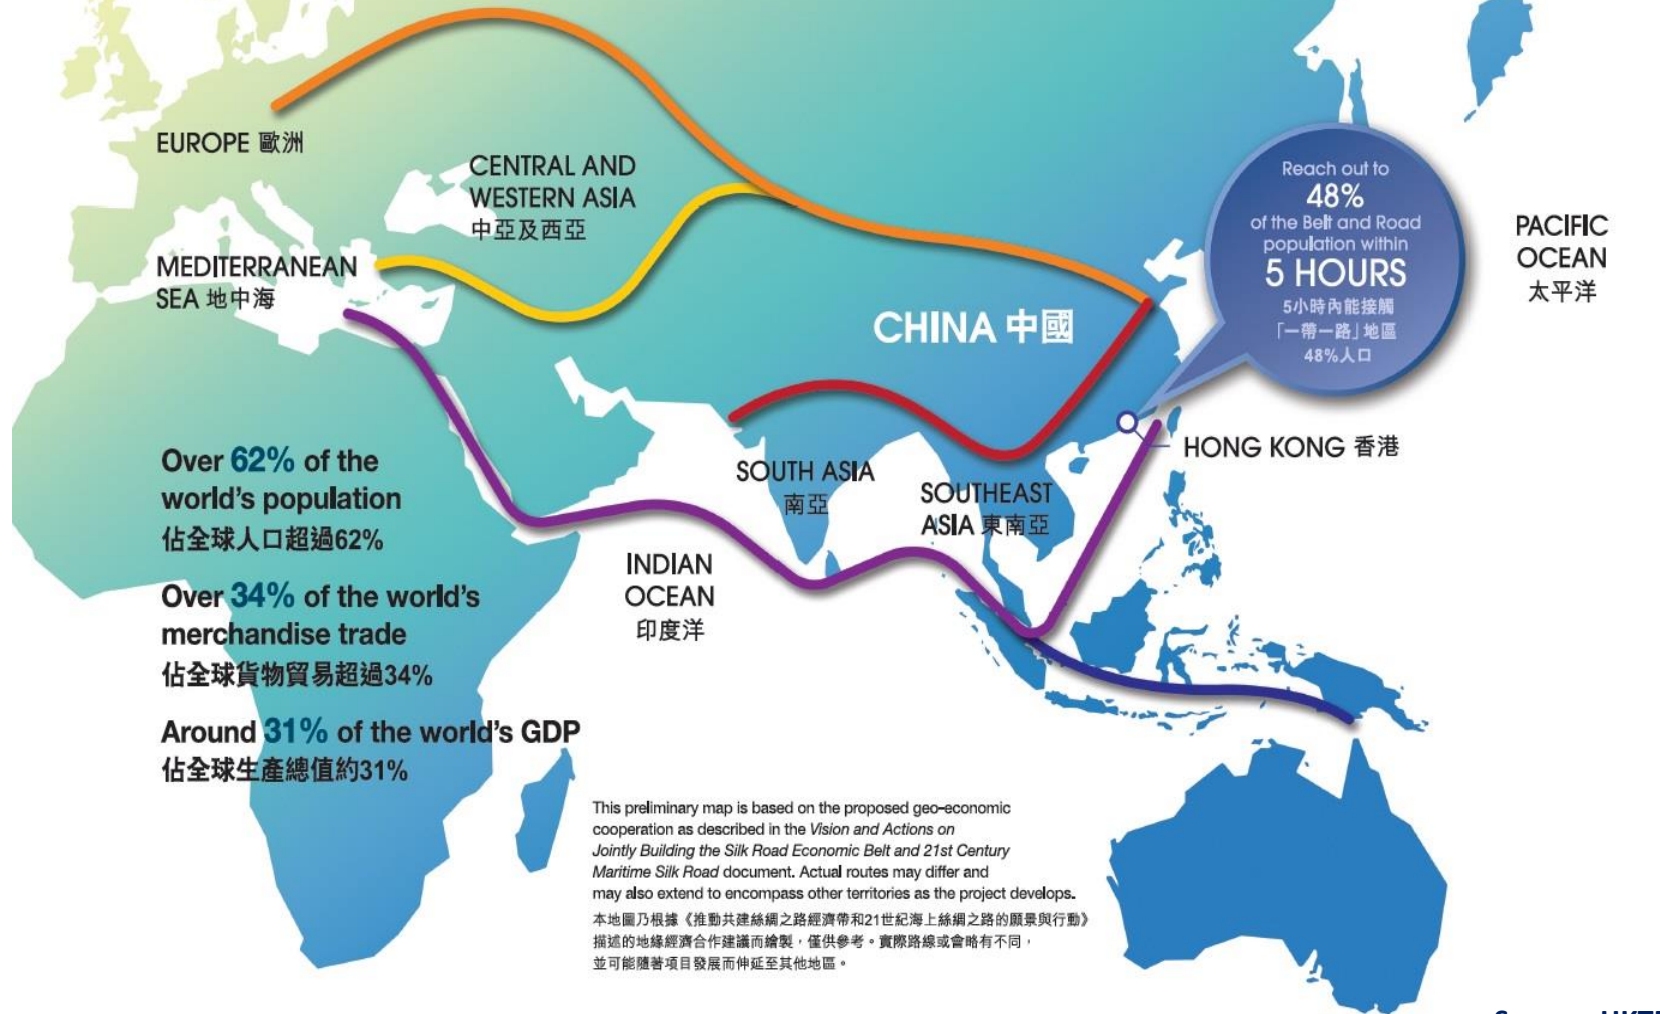 EUROPE 歐洲
CENTRAL AND
WESTERN ASIA
中亞及西亞
MEDITERRANEAN
SEA 地中海
CHINA 中國
Reach out to
48%
of the Belt and Road
population within
5 HOURS
5小時內能接觸
「一帶一路」地區
48%人口
PACIFIC
OCEAN
太平洋
HONG KONG 香港
SOUTH ASIA
南亞
SOUTHEAST
ASIA 東南亞
INDIAN
OCEAN
印度洋
Over 62% of the
world's population
佔全球人口超過62%
Over 34% of the world's
merchandise trade
佔全球貨物貿易超過34%
Around 31% of the world's GDP
佔全球生產總值約31%
This preliminary map is based on the proposed geo-economic
cooperation as described in the Vision and Actions on
Jointly Building the Silk Road Economic Belt and 21st Century
Maritime Silk Road document. Actual routes may differ and
may also extend to encompass other territories as the project develops.
本地圖乃根據《推動共建絲綢之路經濟帶和21世紀海上絲綢之路的願景與行動》
描述的地緣經濟合作建議而繪製，僅供參考。實際路線或會略有不同，
並可能隨著項目發展而伸延至其他地區。